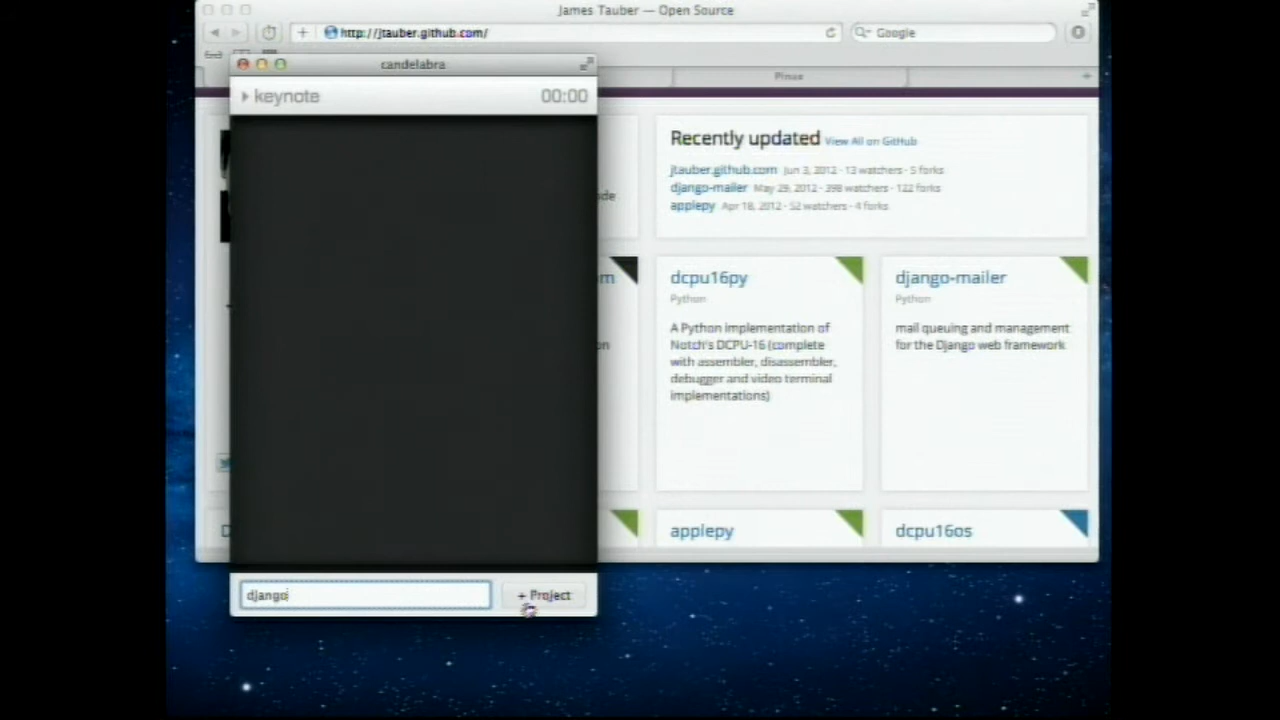 James Tauber — Open Source
http://jtauber.github.com/
Google
candelabra
Pinax
keynote 00:00
Recently updated View All on GitHub
jtauber.github.com Jun 3, 2012 · 13 watchers · 5 forks
django-mailer May 29, 2012 · 398 watchers · 122 forks
applepy Apr 18, 2012 · 52 watchers · 4 forks
dcpu16py
Python
A Python implementation of
Notch's DCPU-16 (complete
with assembler, disassembler,
debugger and video terminal
implementations)
django-mailer
Python
mail queuing and management
for the Django web framework
applepy
dcpu16os
django
+ Project